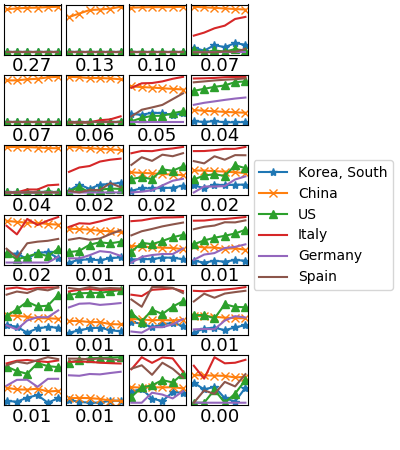 0.27 0.13 0.10 0.07
0.07 0.06 0.05 0.04
0.04 0.02 0.02 0.02
Korea, South
China
US
Italy
Germany
Spain
0.02 0.01 0.01 0.01
0.01 0.01 0.01 0.01
0.01 0.01 0.00 0.00